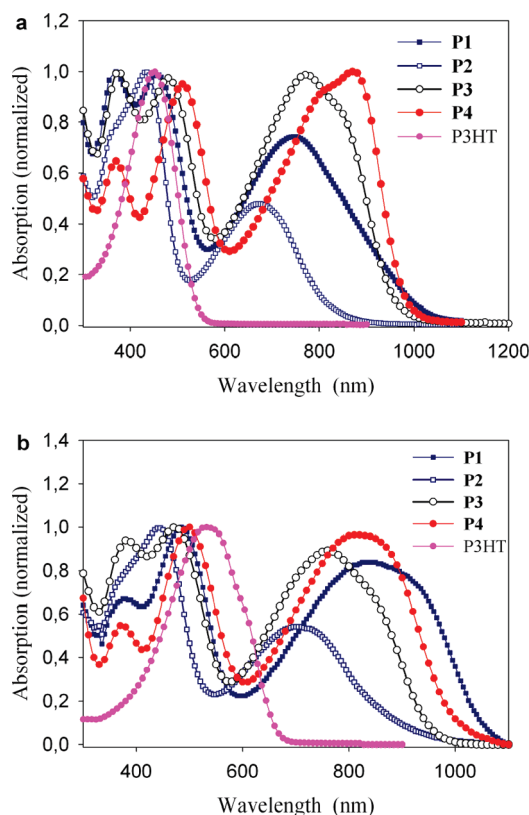 a
1,2
1,0
0,8
0,6
0,4
0,2
0,0
Absorption (normalized)
P1
P2
P3
P4
P3HT
400 600 800 1000 1200
Wavelength (nm)
b
1,4
1,2
1,0
0,8
0,6
0,4
0,2
0,0
Absorption (normalized)
P1
P2
P3
P4
P3HT
400 600 800 1000
Wavelength (nm)